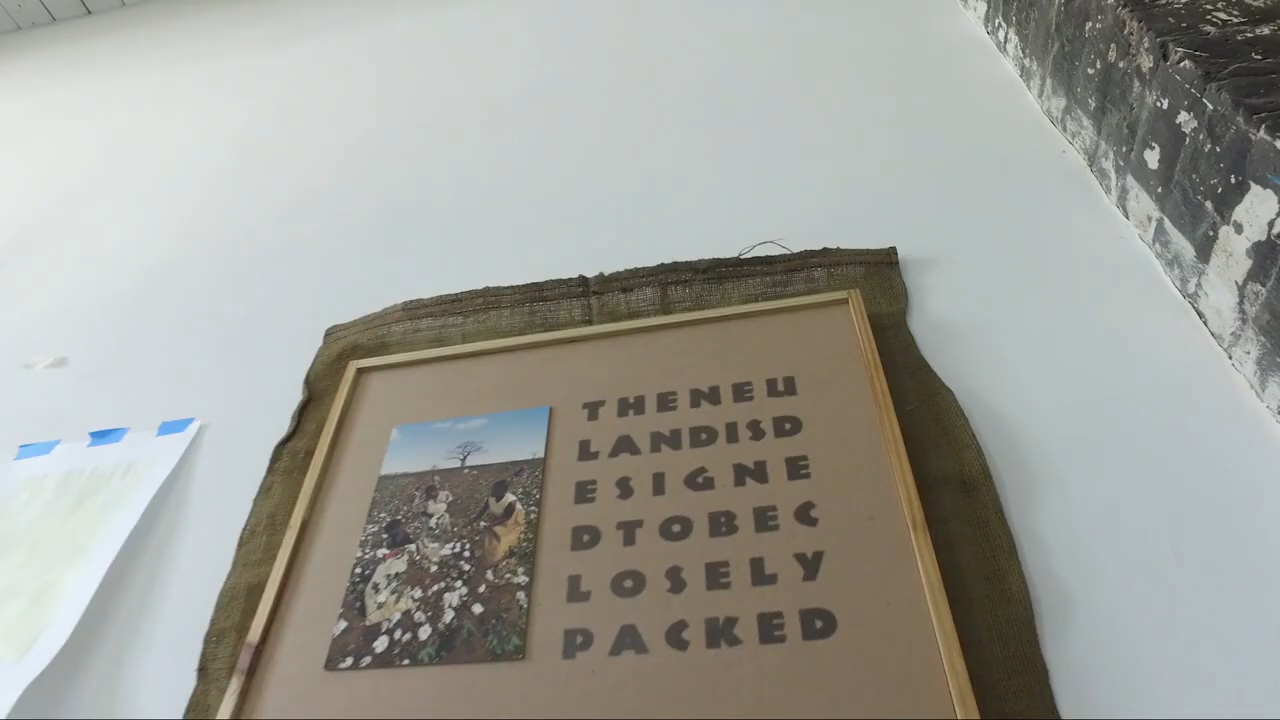 THENEU
LANDISD
ESIGNE
DTOBEC
LOSELY
PACKED